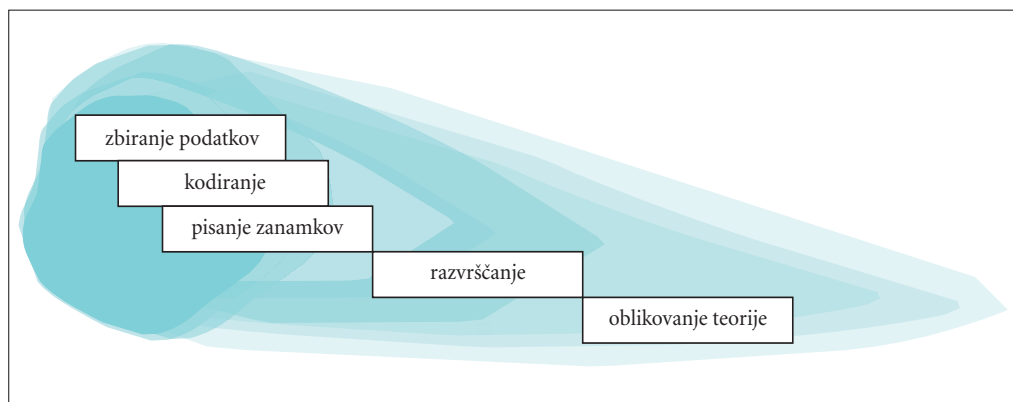 zbiranje podatkov
kodiranje
pisanje zanamkov
razvrščanje
oblikovanje teorije